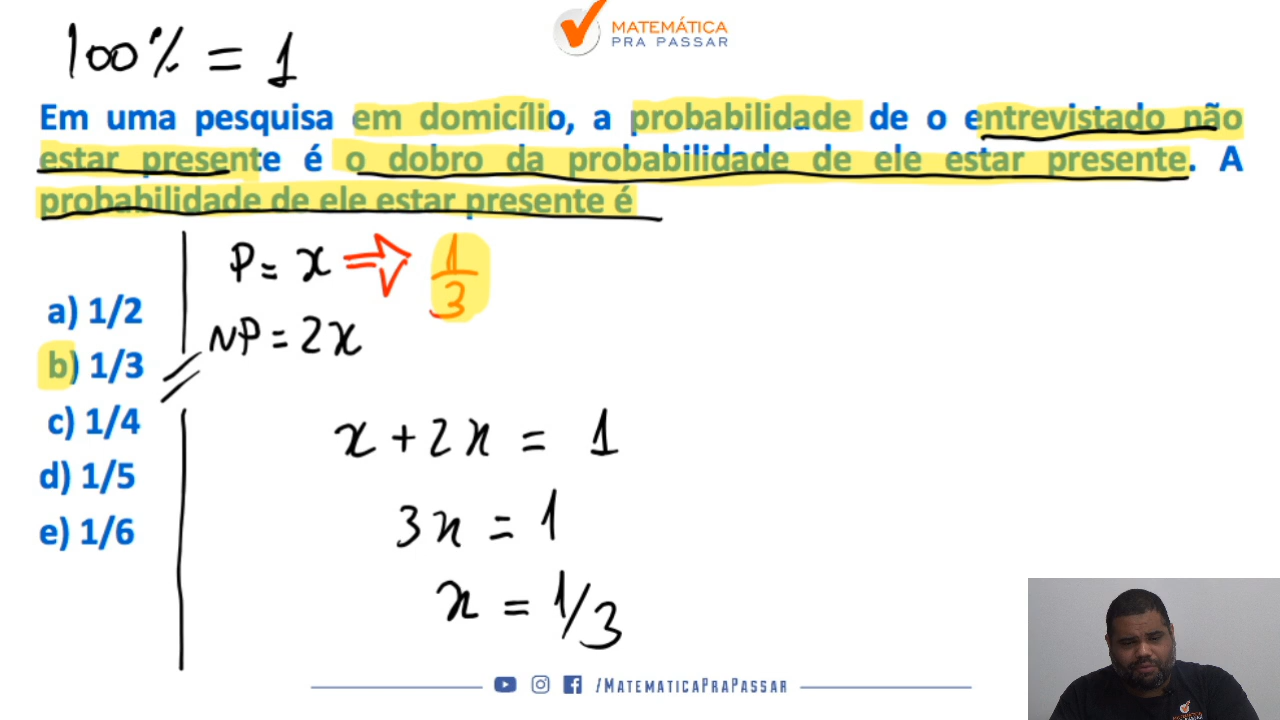 100% = 1
MATEMÁTICA
PRA PASSAR
Em uma pesquisa em domicílio, a probabilidade de o entrevistado não
estar presente é o dobro da probabilidade de ele estar presente. A
probabilidade de ele estar presente é
P = x ⇒ 1/3
a) 1/2
NP = 2x
b) 1/3
c) 1/4
x + 2x = 1
d) 1/5
3x = 1
e) 1/6
x = 1/3
/MATEMATICAPRAPASSAR